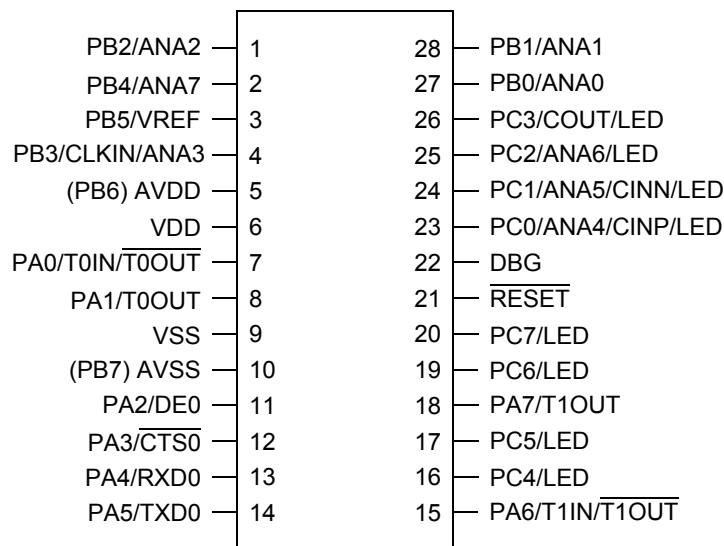 PB2/ANA2 1 28 PB1/ANA1
PB4/ANA7 2 27 PB0/ANA0
PB5/VREF 3 26 PC3/COUT/LED
PB3/CLKIN/ANA3 4 25 PC2/ANA6/LED
(PB6) AVDD 5 24 PC1/ANA5/CINN/LED
VDD 6 23 PC0/ANA4/CINP/LED
PA0/T0IN/T0OUT 7 22 DBG
PA1/T0OUT 8 21 RESET
VSS 9 20 PC7/LED
(PB7) AVSS 10 19 PC6/LED
PA2/DE0 11 18 PA7/T1OUT
PA3/CTS0 12 17 PC5/LED
PA4/RXD0 13 16 PC4/LED
PA5/TXD0 14 15 PA6/T1IN/T1OUT